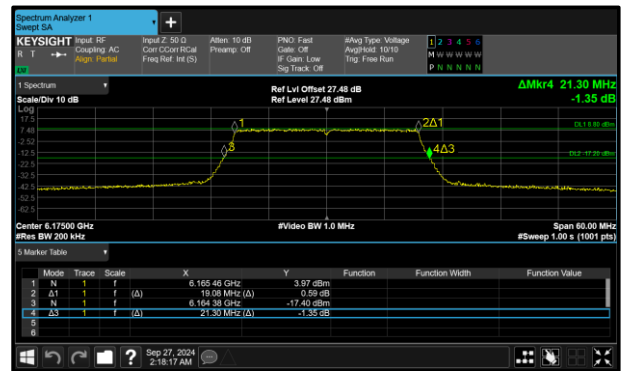 Spectrum Analyzer 1
Swept SA
+
KEYSIGHT Input: RF Input Z: 50 Ω Atten: 10 dB PNO: Fast #Avg Type: Voltage 1 2 3 4 5 6
R T Coupling: AC Corr CCorr RCal Preamp: Off Gate: Off Avg|Hold: 10/10 M W W W W W
Align: Partial Freq Ref: Int (S) IF Gain: Low Trig: Free Run
Sig Track: Off P N N N N N
1 Spectrum
Ref Lvl Offset 27.48 dB ΔMkr4 21.30 MHz
Scale/Div 10 dB Ref Level 27.48 dBm -1.35 dB
Log
17.5
7.48
-2.52
-12.5
-22.5
-32.5
-42.5
-52.5
-62.5
1
2Δ1
3
4Δ3
DL2 -17.20 dBm
Center 6.17500 GHz #Video BW 1.0 MHz Span 60.00 MHz
#Res BW 200 kHz #Sweep 1.00 s (1001 pts)
5 Marker Table
Mode Trace Scale X Y Function Function Width Function Value
1 N 1 f 6.165 46 GHz 3.97 dBm
2 Δ1 1 f (Δ) 19.08 MHz (Δ) 0.59 dB
3 N 1 f 6.164 38 GHz -17.40 dBm
4 Δ3 1 f (Δ) 21.30 MHz (Δ) -1.35 dB
5
6
?
Sep 27, 2024
2:18:17 AM